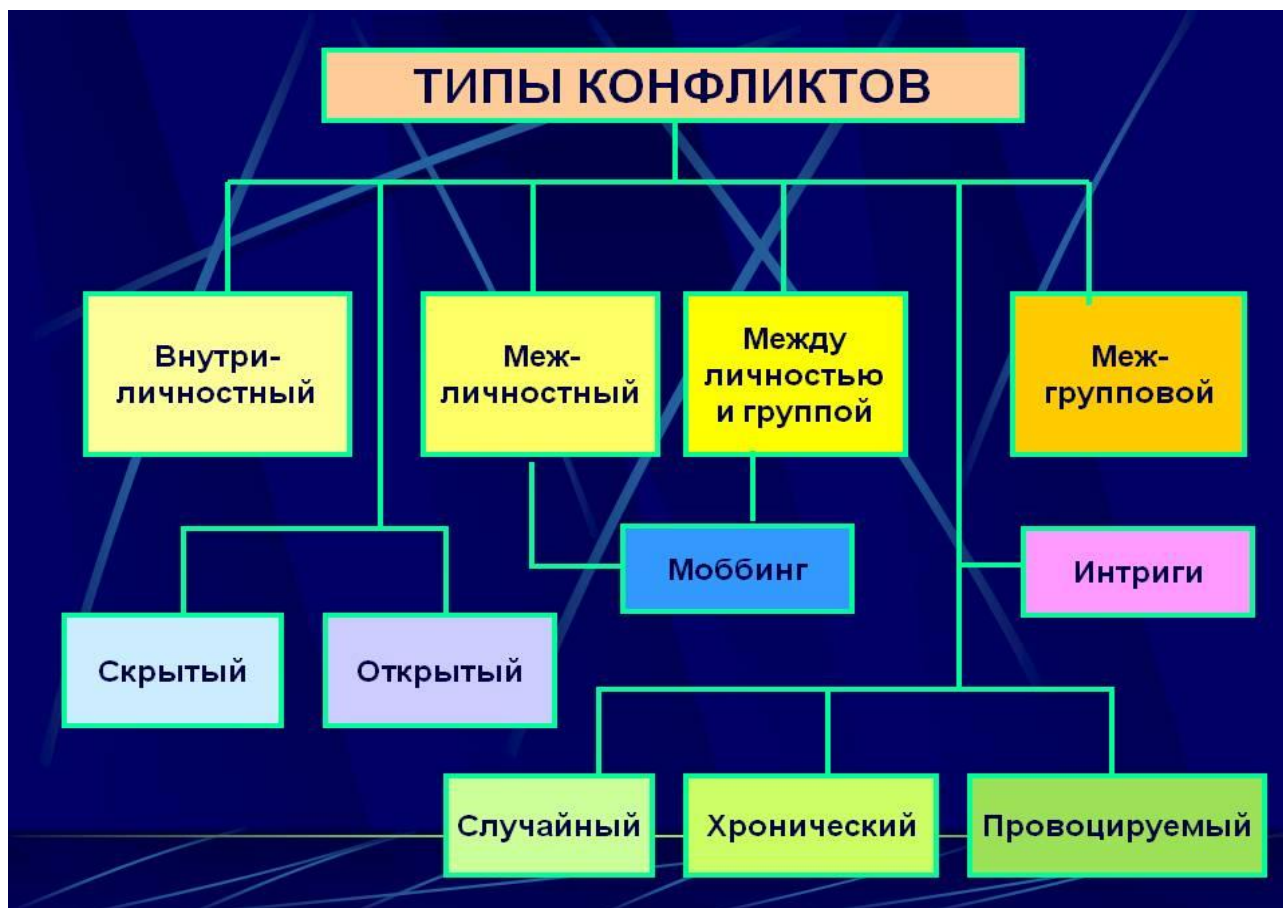 ТИПЫ КОНФЛИКТОВ
Внутри-
личностный
Меж-
личностный
Между
личностью
и группой
Меж-
групповой
Моббинг
Интриги
Скрытый
Открытый
Случайный
Хронический
Провоцируемый